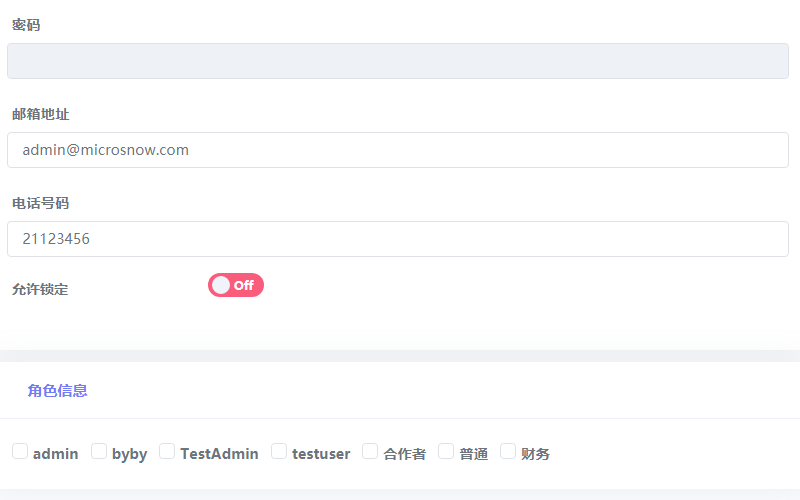 密码
邮箱地址
admin@microsnow.com
电话号码
21123456
允许锁定 Off
角色信息
admin byby TestAdmin testuser 合作者 普通 财务